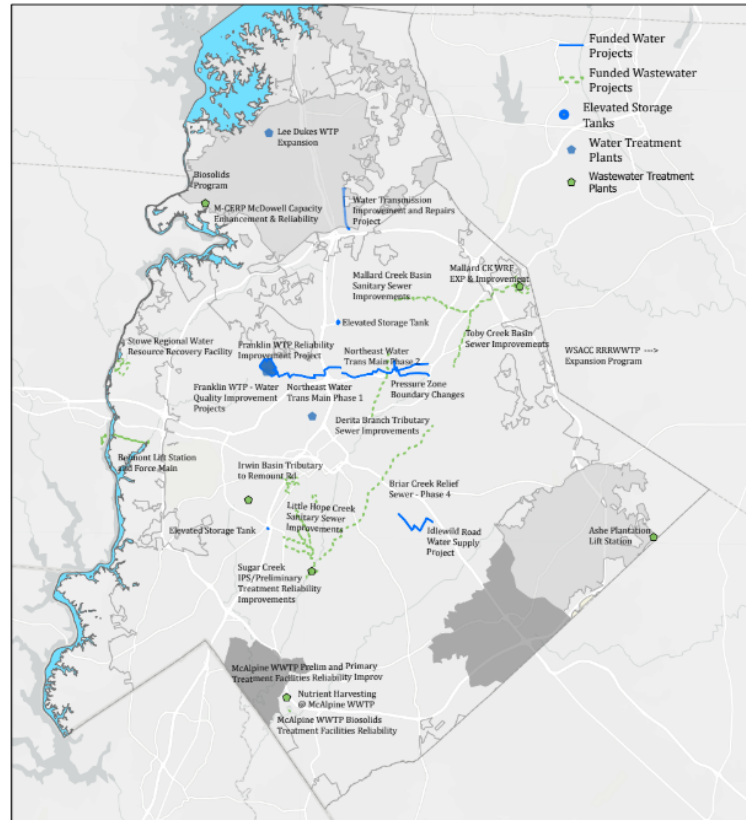 Funded Water
Projects
Funded Wastewater
Projects
Elevated Storage
Tanks
Water Treatment
Plants
Wastewater Treatment
Plants
Lee Dukes WTP
Expansion
Biosolids
Program
M-CERP McDowell Capacity
Enhancement & Reliability
Water Transmission
Improvement and Repairs
Project
Mallard Creek Basin
Sanitary Sewer
Improvements
Mallard CK WRF
EXP & Improvement
Elevated Storage Tank
Toby Creek Basin
Sewer Improvements
Stowe Regional Water
Resource Recovery Facility
Franklin WTP Reliability
Improvement Project
Northeast Water
Trans Main Phase 2
WSACC RRRWWTP --->
Expansion Program
Franklin WTP - Water
Quality Improvement
Projects
Northeast Water
Trans Main Phase 1
Pressure Zone
Boundary Changes
Derita Branch Tributary
Sewer Improvements
Belmont Lift Station
and Force Main
Irwin Basin Tributary
to Remount Rd.
Briar Creek Relief
Sewer - Phase 4
Little Hope Creek
Sanitary Sewer
Improvements
Elevated Storage Tank
Idlewild Road
Water Supply
Project
Ashe Plantation
Lift Station
Sugar Creek
IPS/Preliminary
Treatment Reliability
Improvements
McAlpine WWTP Prelim and Primary
Treatment Facilities Reliability Improv
Nutrient Harvesting
@ McAlpine WWTP
McAlpine WWTP Biosolids
Treatment Facilities Reliability